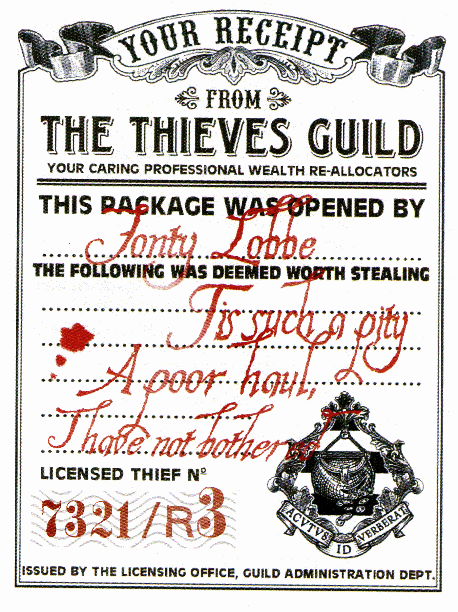 YOUR RECEIPT
FROM
THE THIEVES GUILD
YOUR CARING PROFESSIONAL WEALTH RE-ALLOCATORS
THIS PACKAGE WAS OPENED BY
Jonty Lobbe
THE FOLLOWING WAS DEEMED WORTH STEALING
Tis such a pity
A poor haul,
I have not bothered
LICENSED THIEF Nº
7321/R3
ACVTVS ID VERBERAT
ISSUED BY THE LICENSING OFFICE, GUILD ADMINISTRATION DEPT.